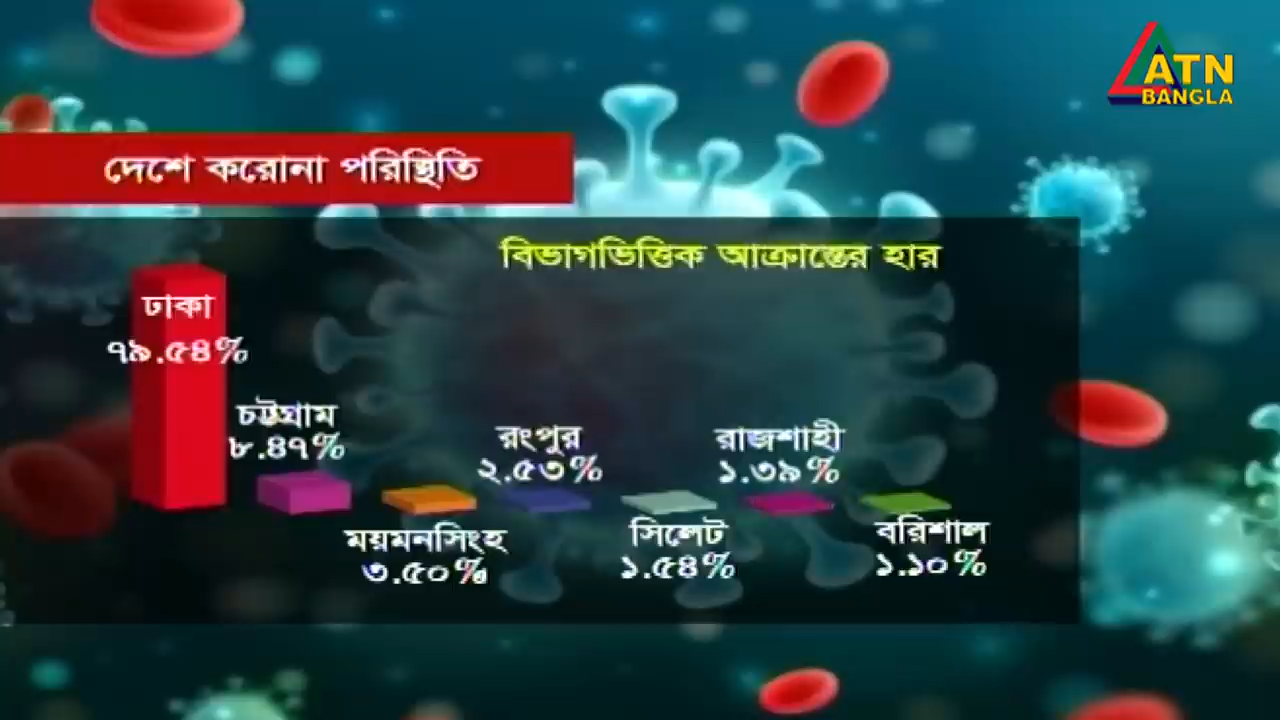 ATN
BANGLA
দেশে করোনা পরিস্থিতি
বিভাগভিত্তিক আক্রান্তের হার
ঢাকা
৭৯.৫৪%
চট্টগ্রাম
৮.৪৭%
ময়মনসিংহ
৩.৫০%
রংপুর
২.৫৩%
সিলেট
১.৫৪%
রাজশাহী
১.৩৯%
বরিশাল
১.১০%